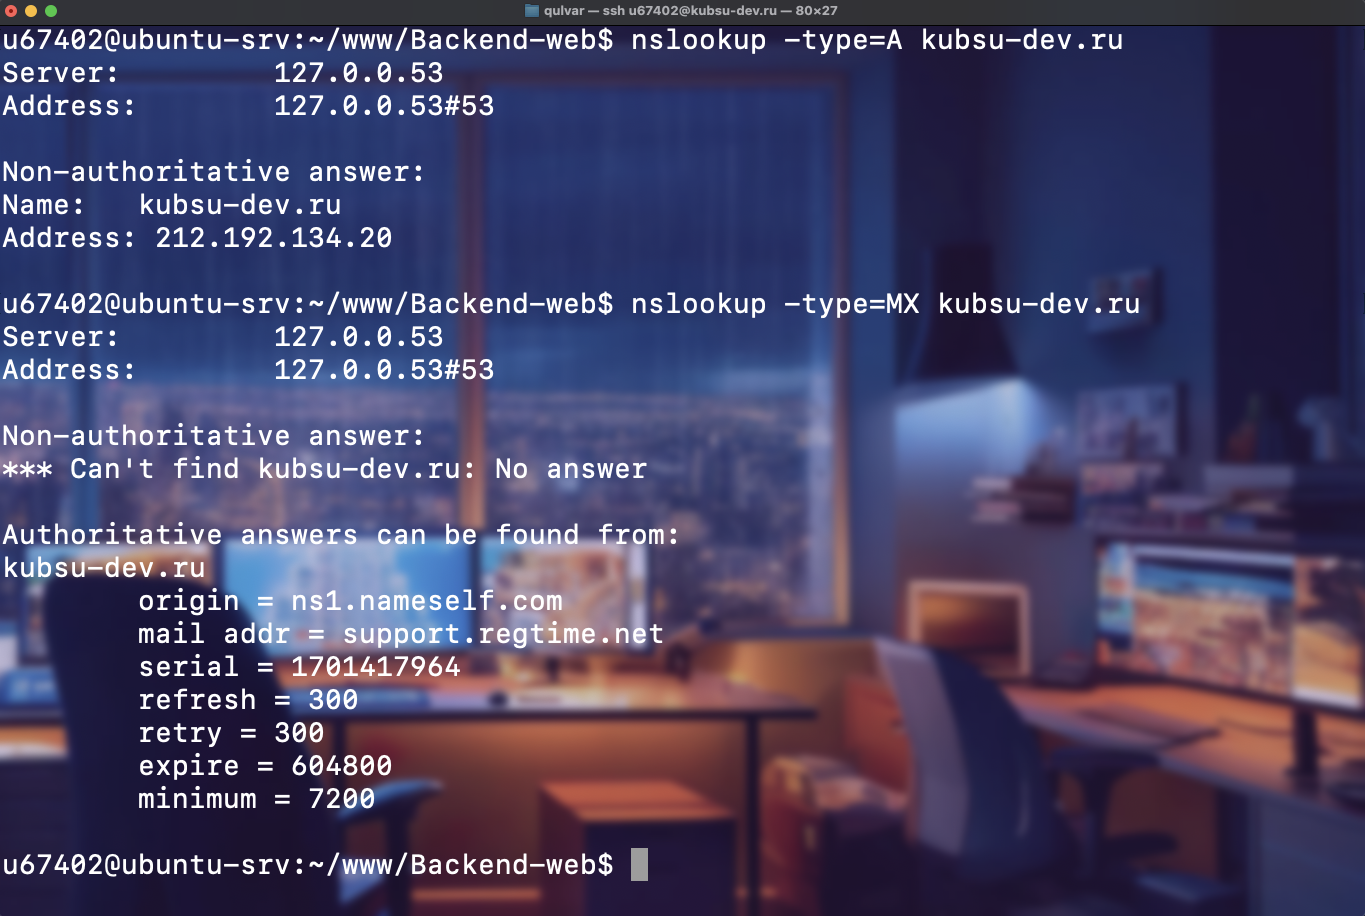 qulvar — ssh u67402@kubsu-dev.ru — 80×27
u67402@ubuntu-srv:~/www/Backend-web$ nslookup -type=A kubsu-dev.ru
Server:         127.0.0.53
Address:        127.0.0.53#53
Non-authoritative answer:
Name:   kubsu-dev.ru
Address: 212.192.134.20
u67402@ubuntu-srv:~/www/Backend-web$ nslookup -type=MX kubsu-dev.ru
Server:         127.0.0.53
Address:        127.0.0.53#53
Non-authoritative answer:
*** Can't find kubsu-dev.ru: No answer
Authoritative answers can be found from:
kubsu-dev.ru
        origin = ns1.nameself.com
        mail addr = support.regtime.net
        serial = 1701417964
        refresh = 300
        retry = 300
        expire = 604800
        minimum = 7200
u67402@ubuntu-srv:~/www/Backend-web$